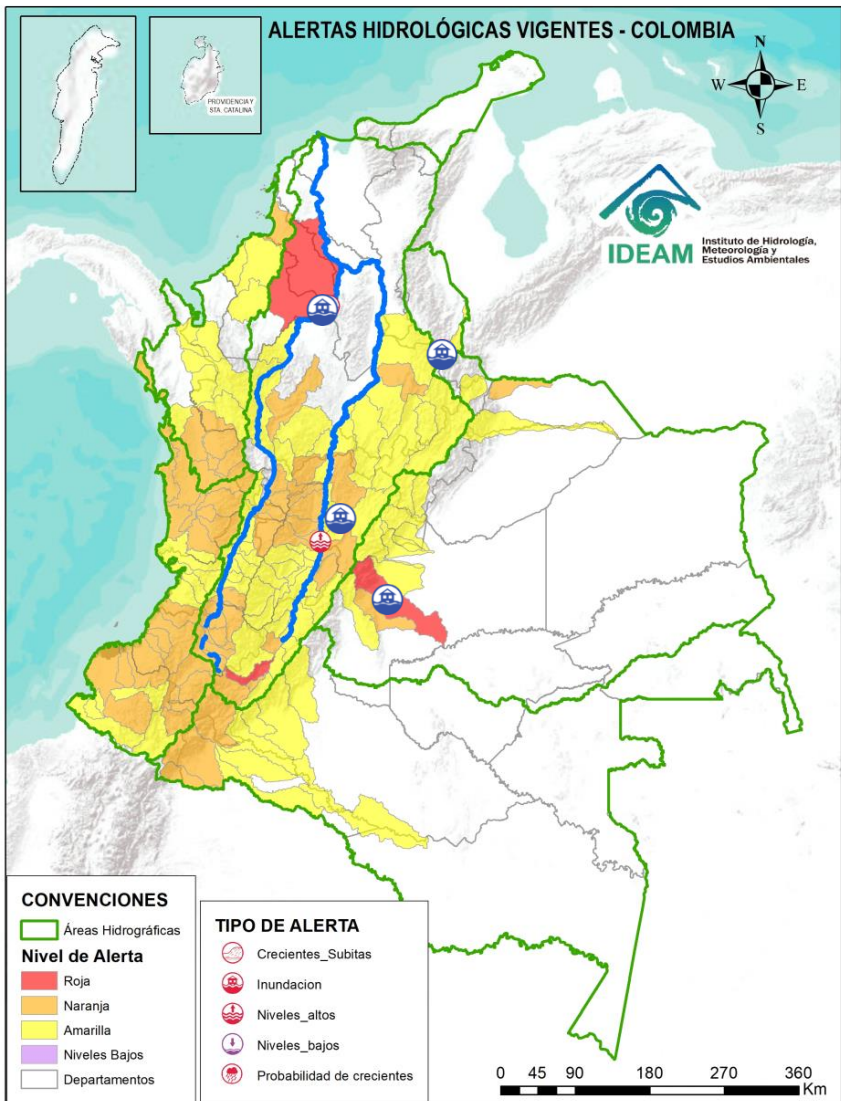 ALERTAS HIDROLÓGICAS VIGENTES - COLOMBIA
PROVIDENCIA Y
STA. CATALINA
N
W
E
S
IDEAM
Instituto de Hidrología,
Meteorología y
Estudios Ambientales
CONVENCIONES
Áreas Hidrográficas
Nivel de Alerta
Roja
Naranja
Amarilla
Niveles Bajos
Departamentos
TIPO DE ALERTA
Crecientes_Subitas
Inundacion
Niveles_altos
Niveles_bajos
Probabilidad de crecientes
0 45 90 180 270 360
Km